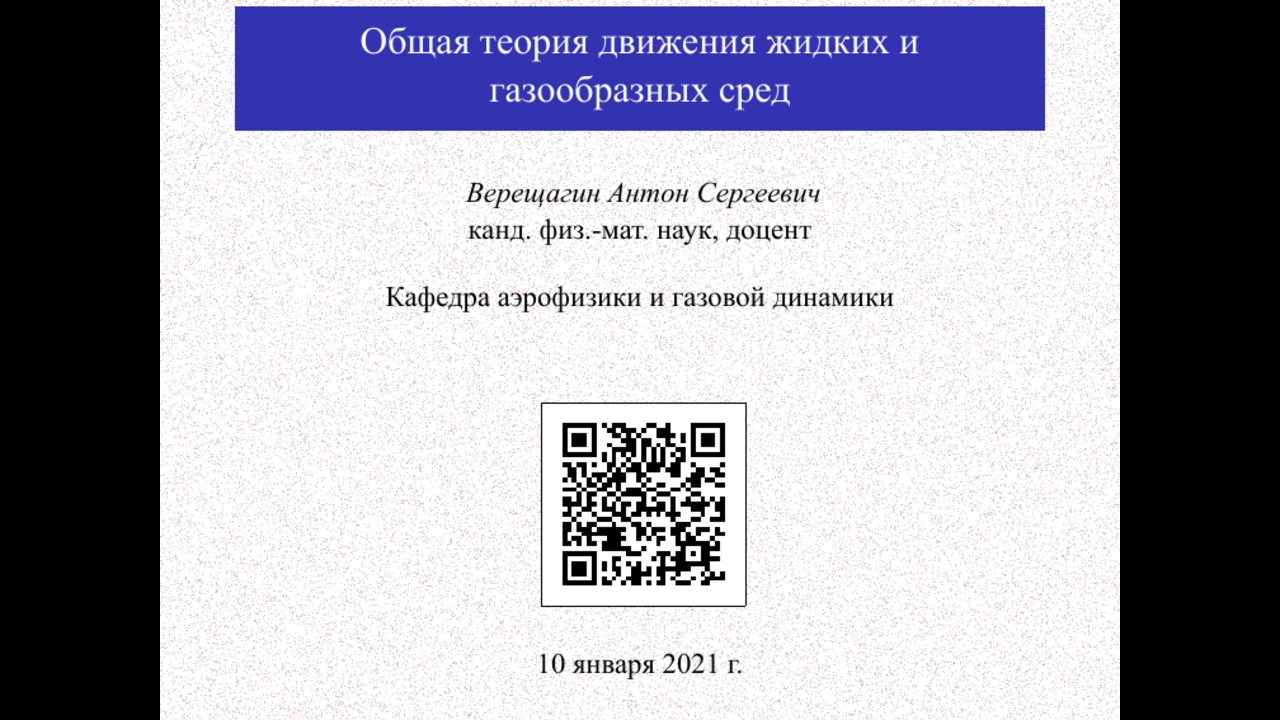 Общая теория движения жидких и
газообразных сред
Верещагин Антон Сергеевич
канд. физ.-мат. наук, доцент
Кафедра аэрофизики и газовой динамики
10 января 2021 г.